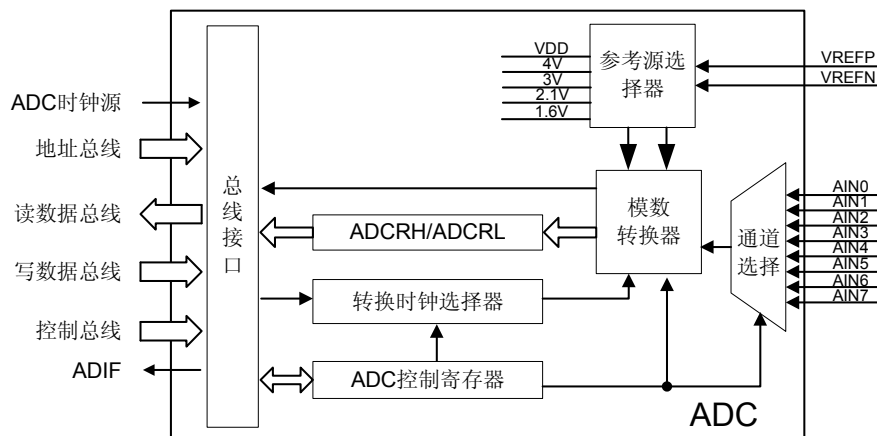 VDD
4V
3V
2.1V
1.6V
参考源选
择器
VREFP
VREFN
ADC时钟源
地址总线
读数据总线
写数据总线
控制总线
ADIF
总
线
接
口
ADCRH/ADCRL
转换时钟选择器
ADC控制寄存器
模数
转换器
通道
选择
AIN0
AIN1
AIN2
AIN3
AIN4
AIN5
AIN6
AIN7
ADC